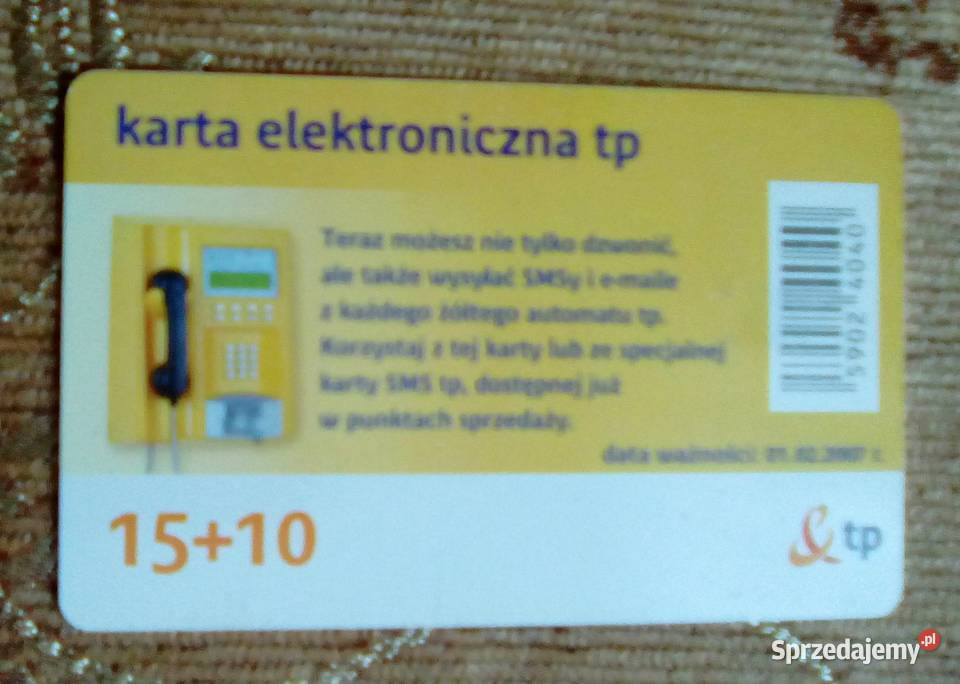 karta elektroniczna tp
Teraz możesz nie tylko dzwonić,
ale także wysyłać SMSy i e-maile
z każdego żółtego automatu tp.
Korzystaj z tej karty lub ze specjalnej
karty SMS tp, dostępnej już
w punktach sprzedaży.
data ważności: 01.02.2007 r.
5902 4040
15+10
tp
Sprzedajemy.pl